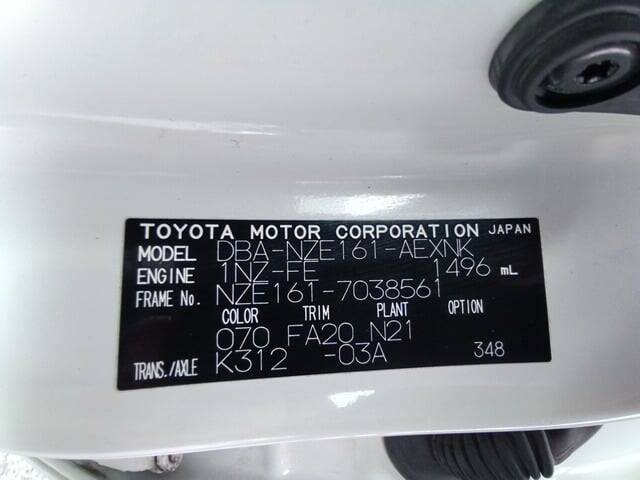 TOYOTA MOTOR CORPORATION JAPAN
MODEL DBA-NZE161-AEXNK
ENGINE 1NZ-FE 1496 mL
FRAME No. NZE161-7038561
COLOR TRIM PLANT OPTION
070 FA20 N21
TRANS./AXLE K312 -03A 348